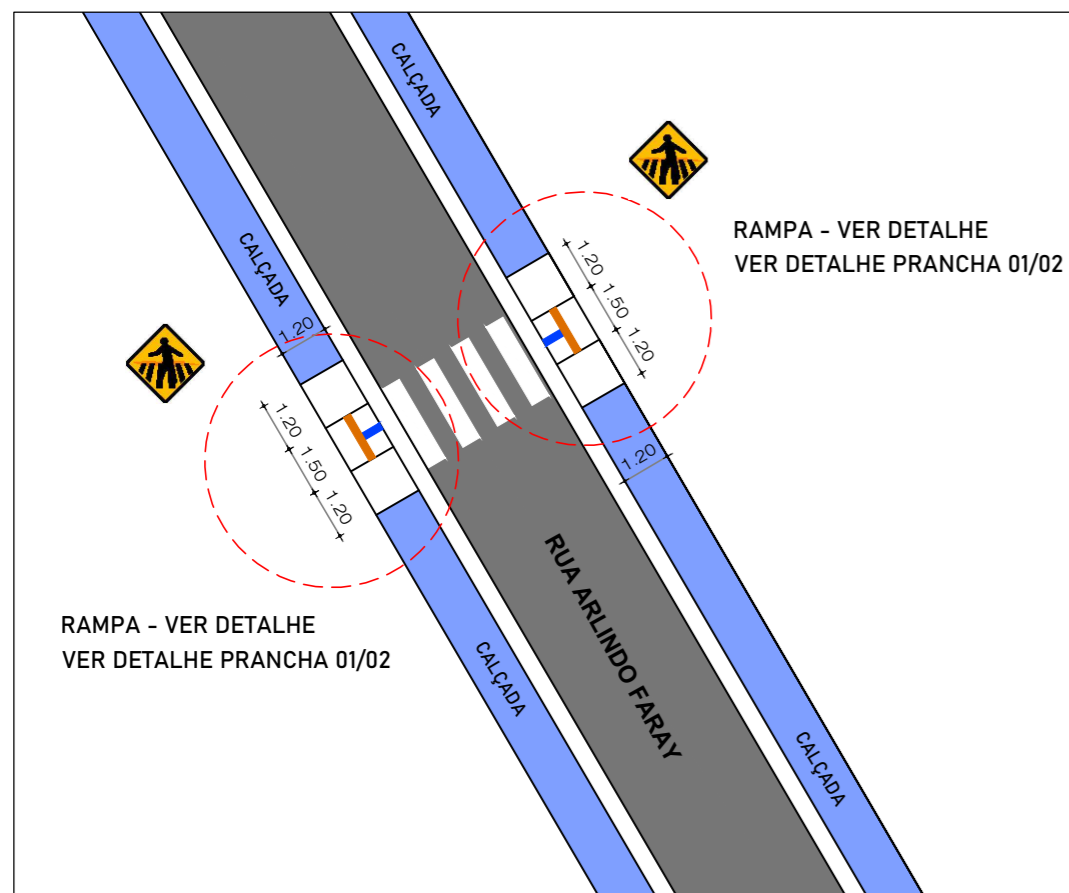 CALÇADA
RAMPA - VER DETALHE
VER DETALHE PRANCHA 01/02
1.20
1.50
1.20
CALÇADA
1.20
1.20
1.50
1.20
1.20
RUA ARLINDO FARAY
RAMPA - VER DETALHE
VER DETALHE PRANCHA 01/02
CALÇADA
CALÇADA